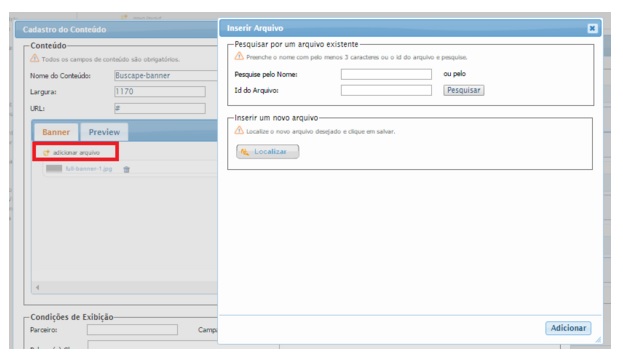 Cadastro do Conteúdo
Conteúdo
Todos os campos de conteúdo são obrigatórios.
Nome do Conteúdo: Buscape-banner
Largura: 1170
URL: #
Banner Preview
adicionar arquivo
full-banner-1.jpg
Condições de Exibição
Parceiro: Campa
Inserir Arquivo
Pesquisar por um arquivo existente
Preenche o nome com pelo menos 3 caracteres ou o id do arquivo e pesquise.
Pesquise pelo Nome: ou pelo
Id do Arquivo: Pesquisar
Inserir um novo arquivo
Localize o novo arquivo desejado e clique em salvar.
Localizar
Adicionar